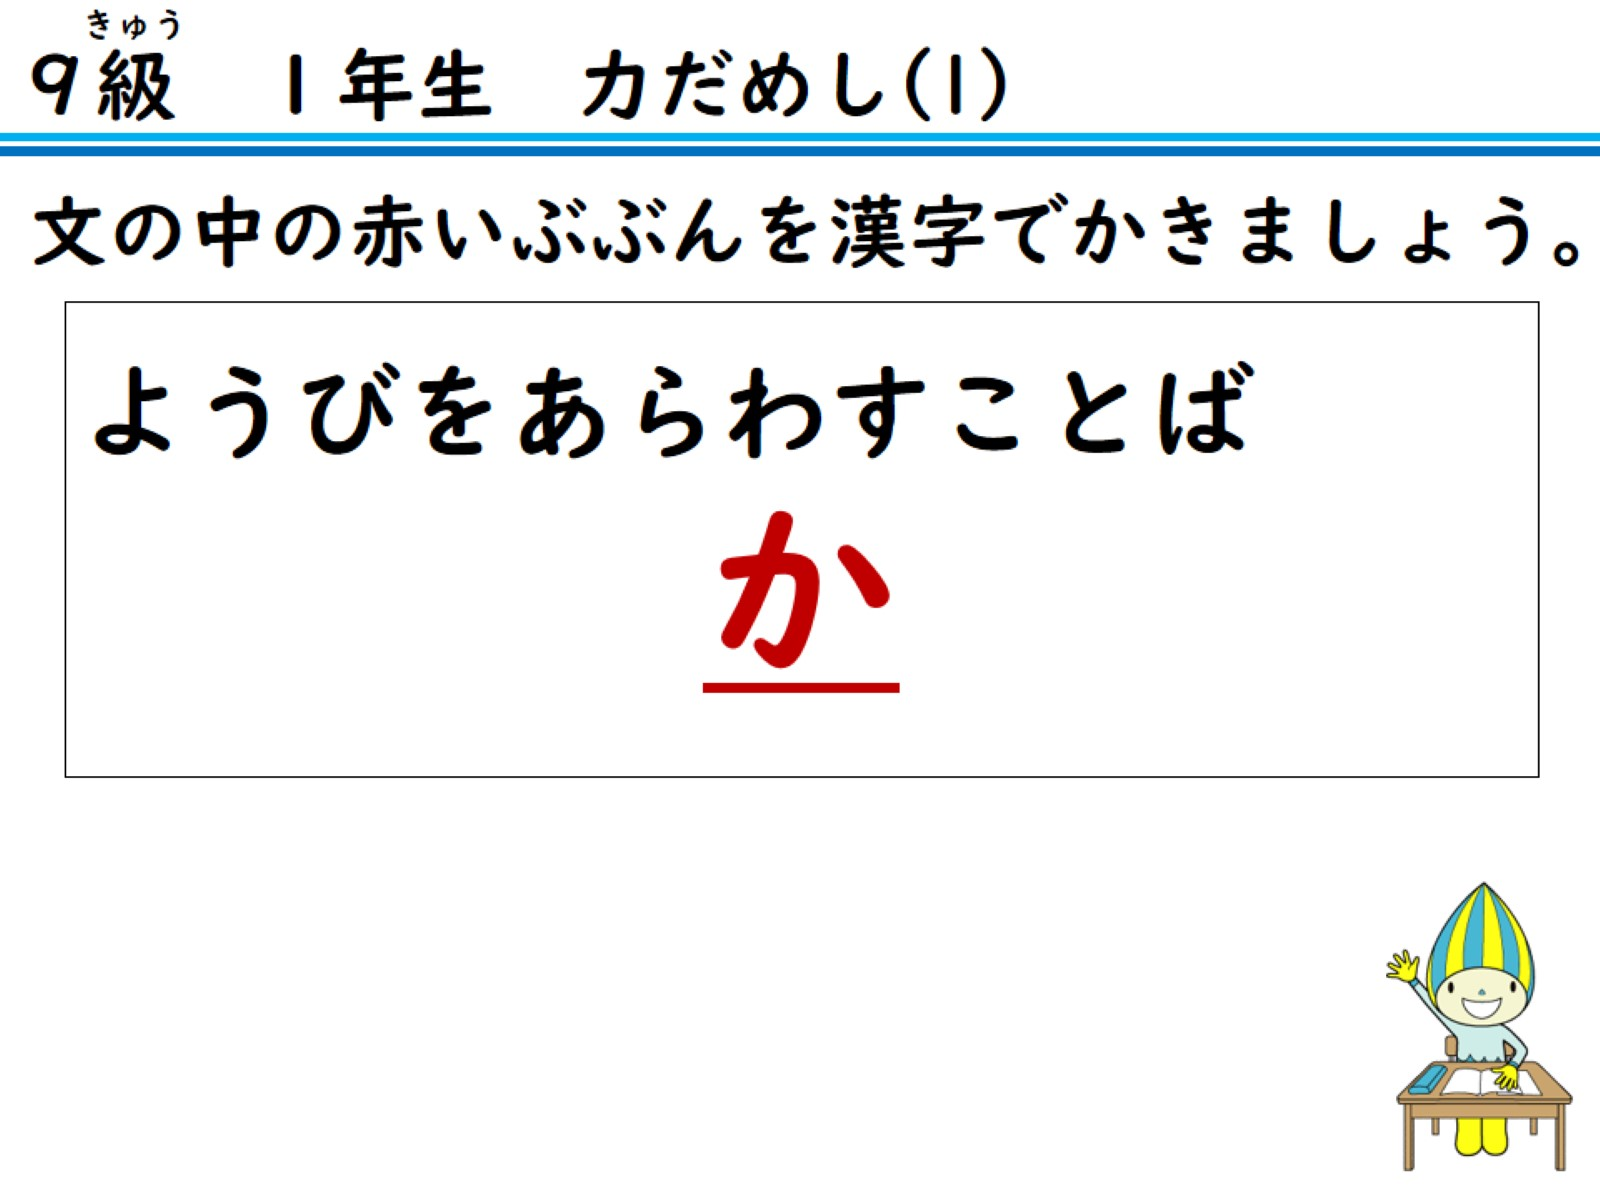 きゅう
9級　1年生　力だめし(1)
文の中の赤いぶぶんを漢字でかきましょう。
ようびをあらわすことば
か